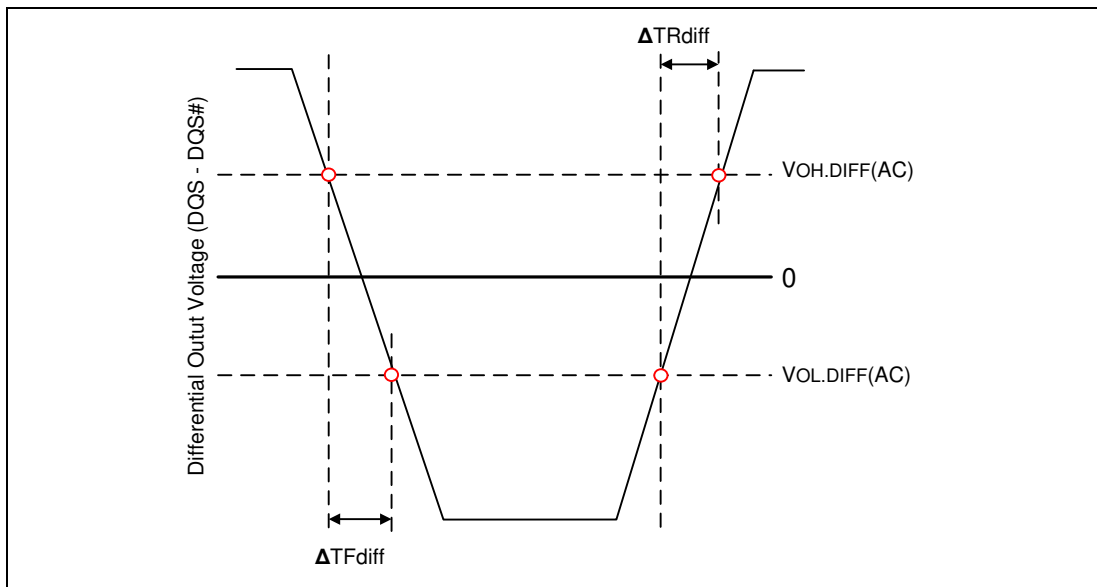 ΔTRdiff
Differential Outut Voltage (DQS - DQS#)
VOH.DIFF(AC)
0
VOL.DIFF(AC)
ΔTFdiff